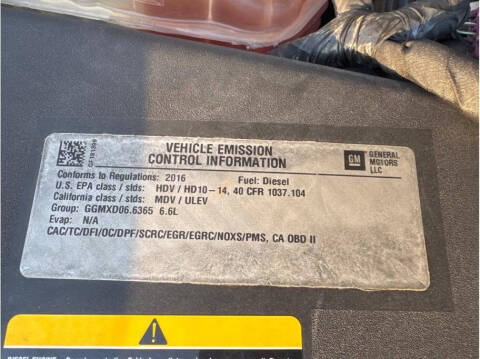 VEHICLE EMISSION
CONTROL INFORMATION
GM GENERAL
MOTORS
LLC
Conforms to Regulations: 2016 Fuel: Diesel
U.S. EPA class / stds: HDV / HD10-14, 40 CFR 1037.104
California class / stds: MDV / ULEV
Group: GGMXD06.6365 6.6L
Evap: N/A
CAC/TC/DFI/OC/DPF/SCRC/EGR/EGRC/NOXS/PMS, CA OBD II